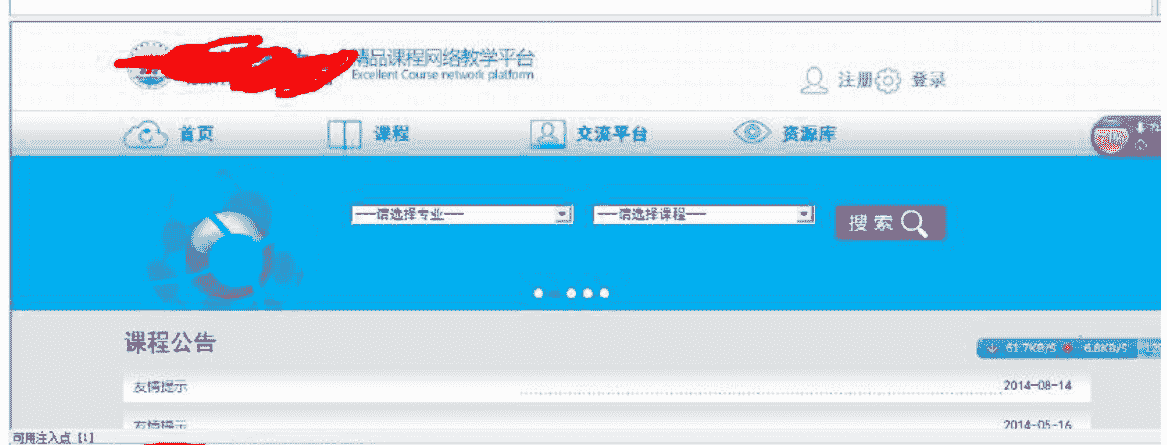 精品课程网络教学平台
Excellent Course network platform
注册 登录
首页 课程 交流平台 资源库
---请选择专业--- ---请选择课程--- 搜索
课程公告
61.7KB/S 6.8KB/S
友情提示 2014-08-14
友情提示 2014-05-16
可用注入点 [1]